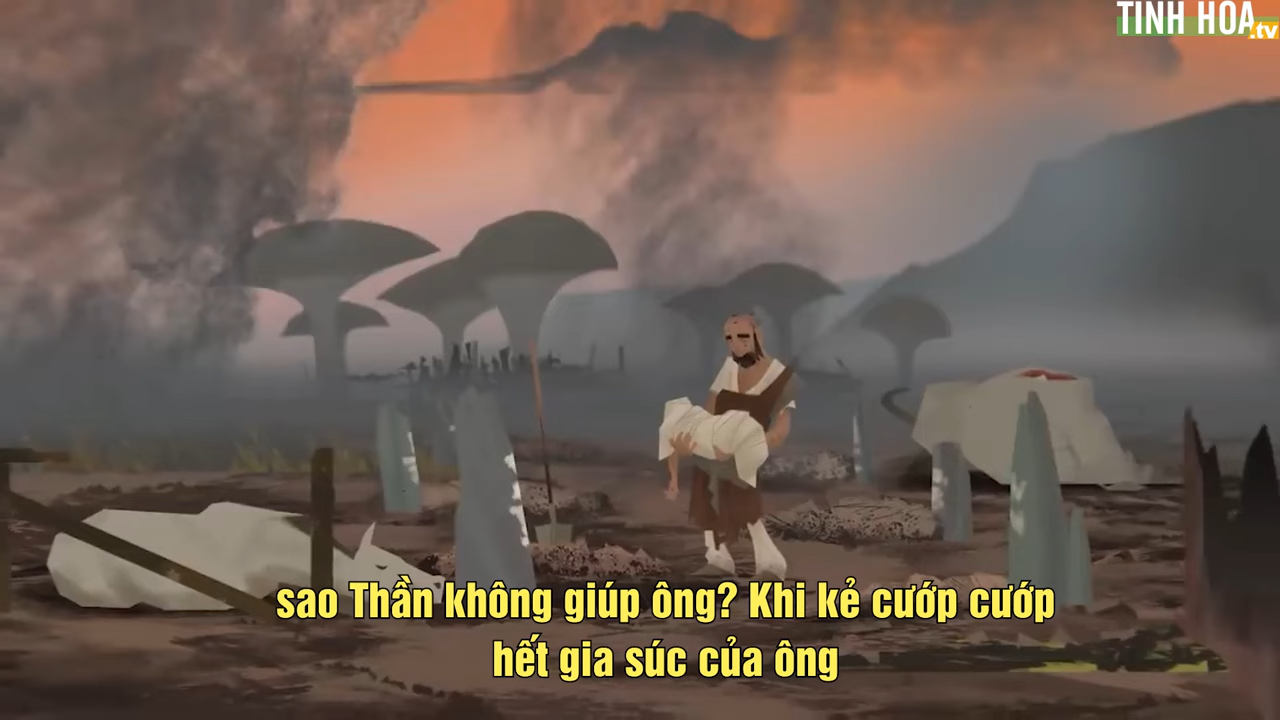 TINH HOA.tv
sao Thần không giúp ông? Khi kẻ cướp cướp
hết gia súc của ông